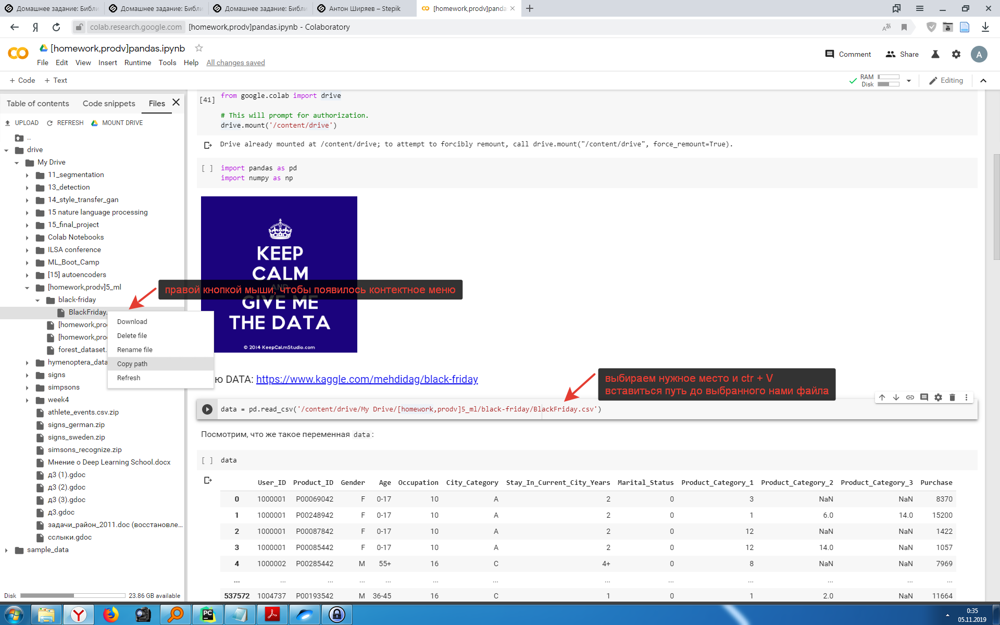 Домашнее задание: Библи
Домашнее задание: Библи
Домашнее задание: Библи
Антон Ширяев – Stepik
[homework,prodv]panda
colab.research.google.com [homework,prodv]pandas.ipynb - Colaboratory
[homework,prodv]pandas.ipynb
File Edit View Insert Runtime Tools Help All changes saved
Comment Share A
+ Code + Text
RAM
Disk
Editing
Table of contents Code snippets Files
UPLOAD REFRESH MOUNT DRIVE
..
drive
My Drive
11_segmentation
13_detection
14_style_transfer_gan
15 nature language processing
15_final_project
Colab Notebooks
ILSA conference
ML_Boot_Camp
[15] autoencoders
[homework,prodv]5_ml
black-friday
BlackFriday.
[homework,pro
[homework,pro
forest_dataset.
hymenoptera_data
signs
simpsons
week4
athlete_events.csv.zip
signs_german.zip
signs_sweden.zip
simsons_recognize.zip
Мнение о Deep Learning School.docx
д3 (1).gdoc
д3 (2).gdoc
д3 (3).gdoc
д3.gdoc
задачи_район_2011.doc (восстановле...
сслыки.gdoc
sample_data
Disk 23.86 GB available
Download
Delete file
Rename file
Copy path
Refresh
[41] from google.colab import drive
# This will prompt for authorization.
drive.mount('/content/drive')
Drive already mounted at /content/drive; to attempt to forcibly remount, call drive.mount("/content/drive", force_remount=True).
[ ] import pandas as pd
import numpy as np
KEEP
CALM
AND
GIVE ME
THE DATA
© 2014 KeepCalmStudio.com
правой кнопкой мыши, чтобы появилось контектное меню
ю DATA: https://www.kaggle.com/mehdidag/black-friday
выбираем нужное место и ctr + V
вставиться путь до выбранного нами файла
data = pd.read_csv('/content/drive/My Drive/[homework,prodv]5_ml/black-friday/BlackFriday.csv')
Посмотрим, что же такое переменная data:
[ ] data
User_ID Product_ID Gender Age Occupation City_Category Stay_In_Current_City_Years Marital_Status Product_Category_1 Product_Category_2 Product_Category_3 Purchase
0 1000001 P00069042 F 0-17 10 A 2 0 3 NaN NaN 8370
1 1000001 P00248942 F 0-17 10 A 2 0 1 6.0 14.0 15200
2 1000001 P00087842 F 0-17 10 A 2 0 12 NaN NaN 1422
3 1000001 P00085442 F 0-17 10 A 2 0 12 14.0 NaN 1057
4 1000002 P00285442 M 55+ 16 C 4+ 0 8 NaN NaN 7969
... ... ... ... ... ... ... ... ... ... ... ... ...
537572 1004737 P00193542 M 36-45 16 C 1 0 1 2.0 NaN 11664
0:35
05.11.2019